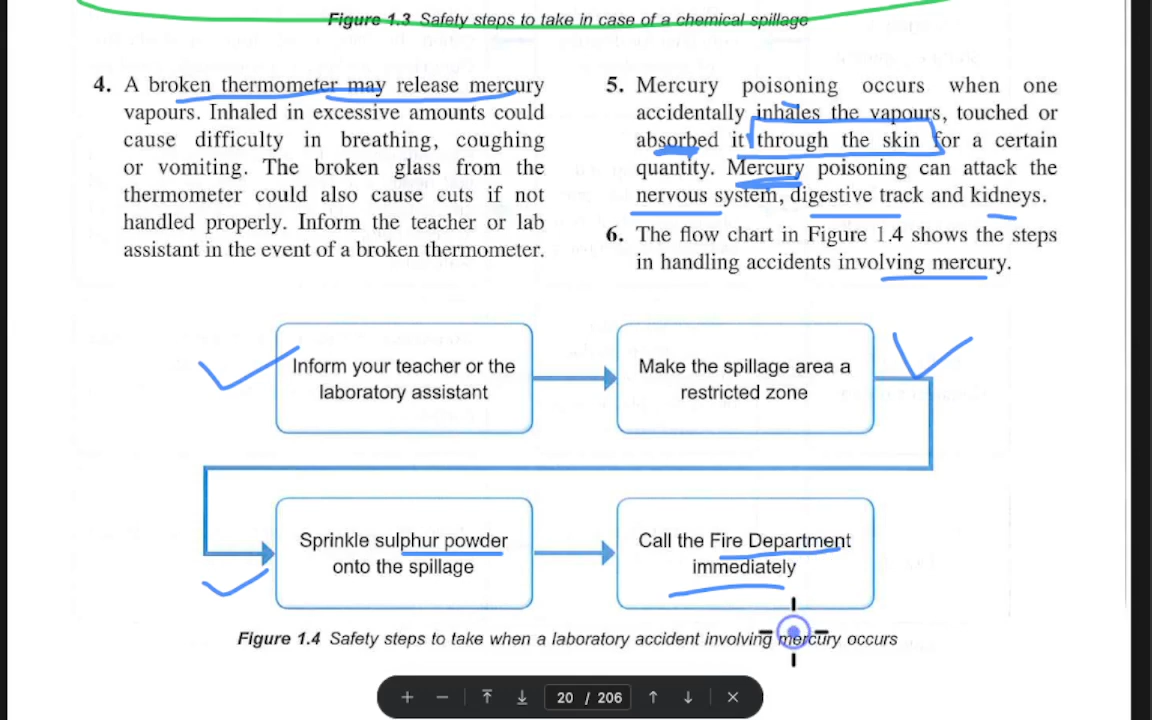 Figure 1.3 Safety steps to take in case of a chemical spillage
4. A broken thermometer may release mercury
vapours. Inhaled in excessive amounts could
cause difficulty in breathing, coughing
or vomiting. The broken glass from the
thermometer could also cause cuts if not
handled properly. Inform the teacher or lab
assistant in the event of a broken thermometer.
5. Mercury poisoning occurs when one
accidentally inhales the vapours, touched or
absorbed it through the skin for a certain
quantity. Mercury poisoning can attack the
nervous system, digestive track and kidneys.
6. The flow chart in Figure 1.4 shows the steps
in handling accidents involving mercury.
Inform your teacher or the
laboratory assistant
Make the spillage area a
restricted zone
Sprinkle sulphur powder
onto the spillage
Call the Fire Department
immediately
Figure 1.4 Safety steps to take when a laboratory accident involving mercury occurs
20 / 206